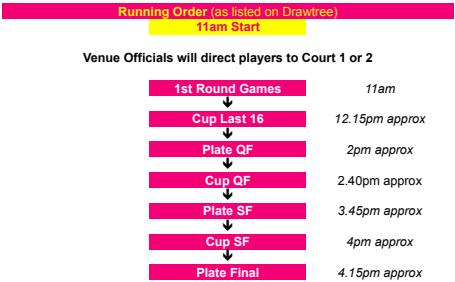 Running Order (as listed on Drawtree)
11am Start
Venue Officials will direct players to Court 1 or 2
1st Round Games 11am
Cup Last 16 12.15pm approx
Plate QF 2pm approx
Cup QF 2.40pm approx
Plate SF 3.45pm approx
Cup SF 4pm approx
Plate Final 4.15pm approx